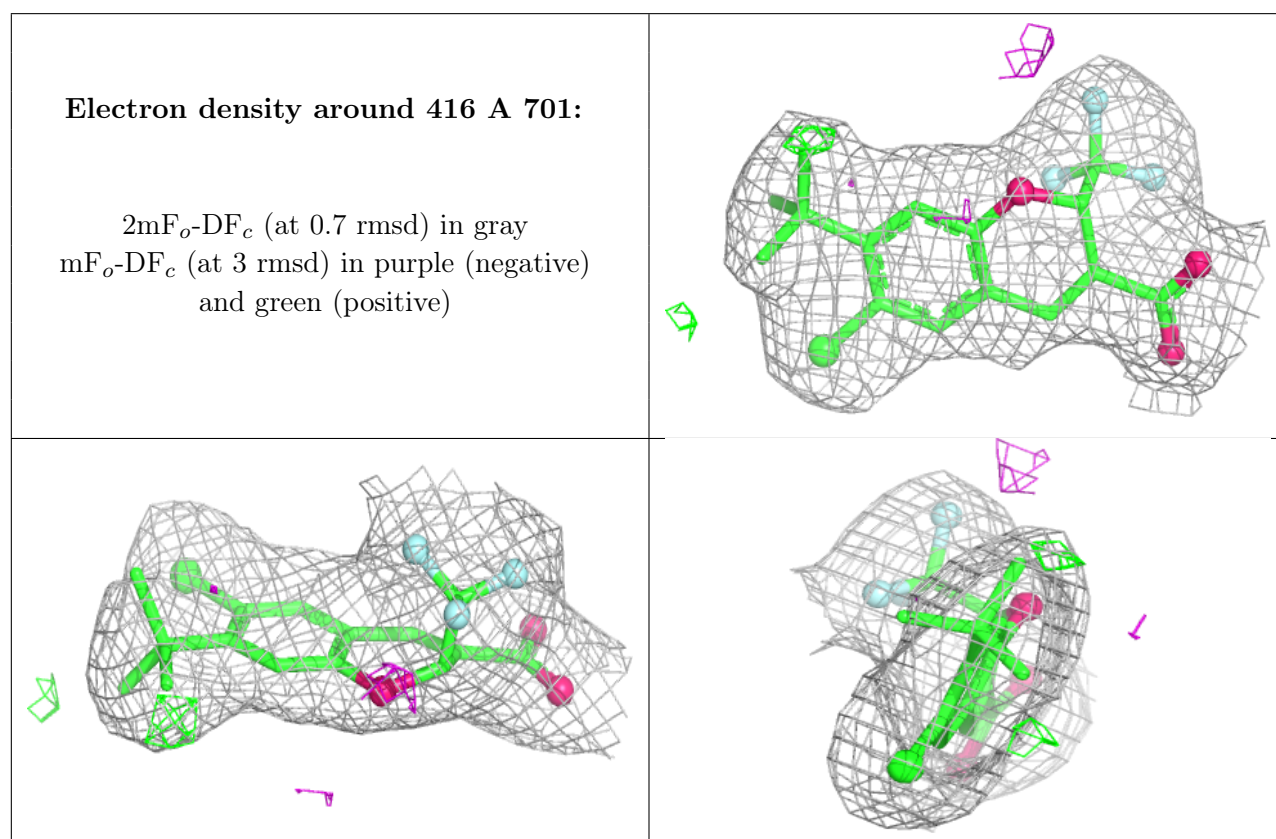 Electron density around 416 A 701:
2mFo-DFc (at 0.7 rmsd) in gray
mFo-DFc (at 3 rmsd) in purple (negative)
and green (positive)